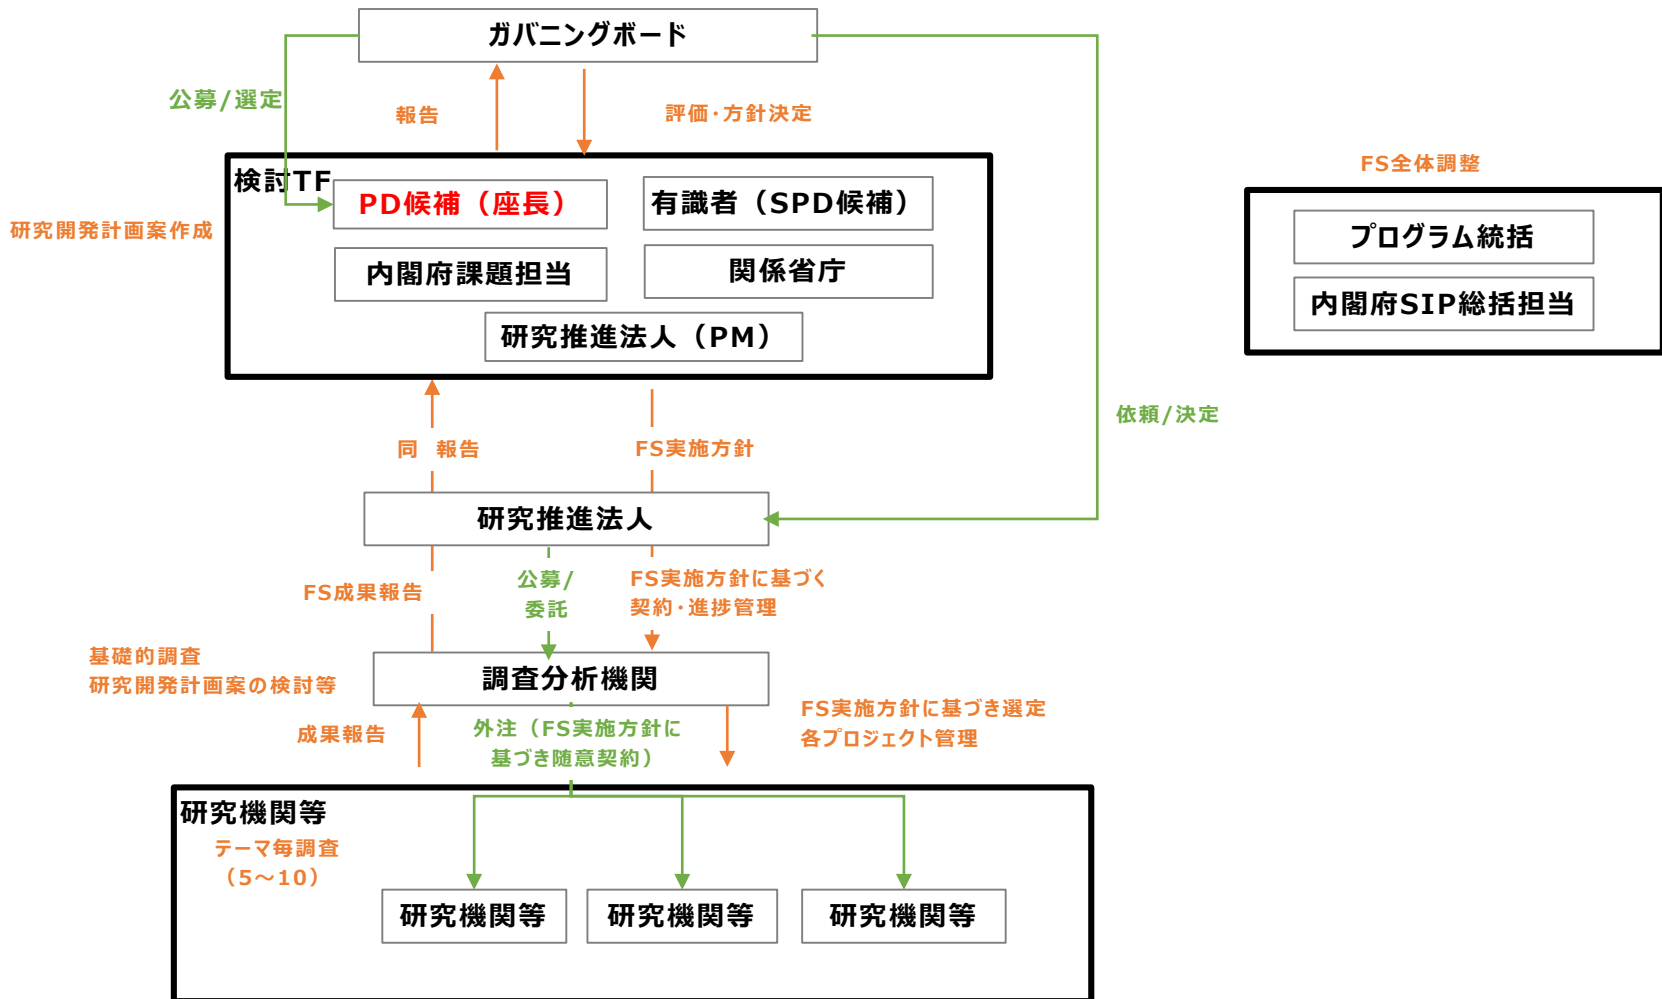 ガバニングボード
公募/選定
報告
評価・方針決定
検討TF
PD候補（座長）
有識者（SPD候補）
研究開発計画案作成
内閣府課題担当
関係省庁
研究推進法人（PM）
FS全体調整
プログラム統括
内閣府SIP総括担当
依頼/決定
同　報告
FS実施方針
研究推進法人
FS成果報告
公募/
委託
FS実施方針に基づく
契約・進捗管理
基礎的調査
研究開発計画案の検討等
調査分析機関
成果報告
外注（FS実施方針に
基づき随意契約）
FS実施方針に基づき選定
各プロジェクト管理
研究機関等
テーマ毎調査
（5～10）
研究機関等
研究機関等
研究機関等